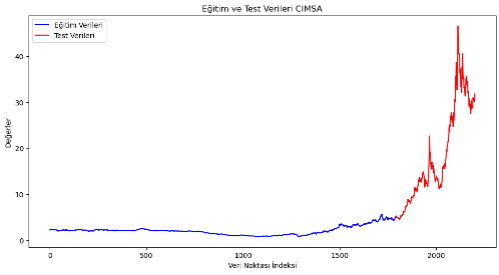 Eğitim ve Test Verileri CIMSA
Eğitim Verileri
Test Verileri
Değerler
40
30
20
10
0
0
500
1000
1500
2000
Veri Noktası İndeksi